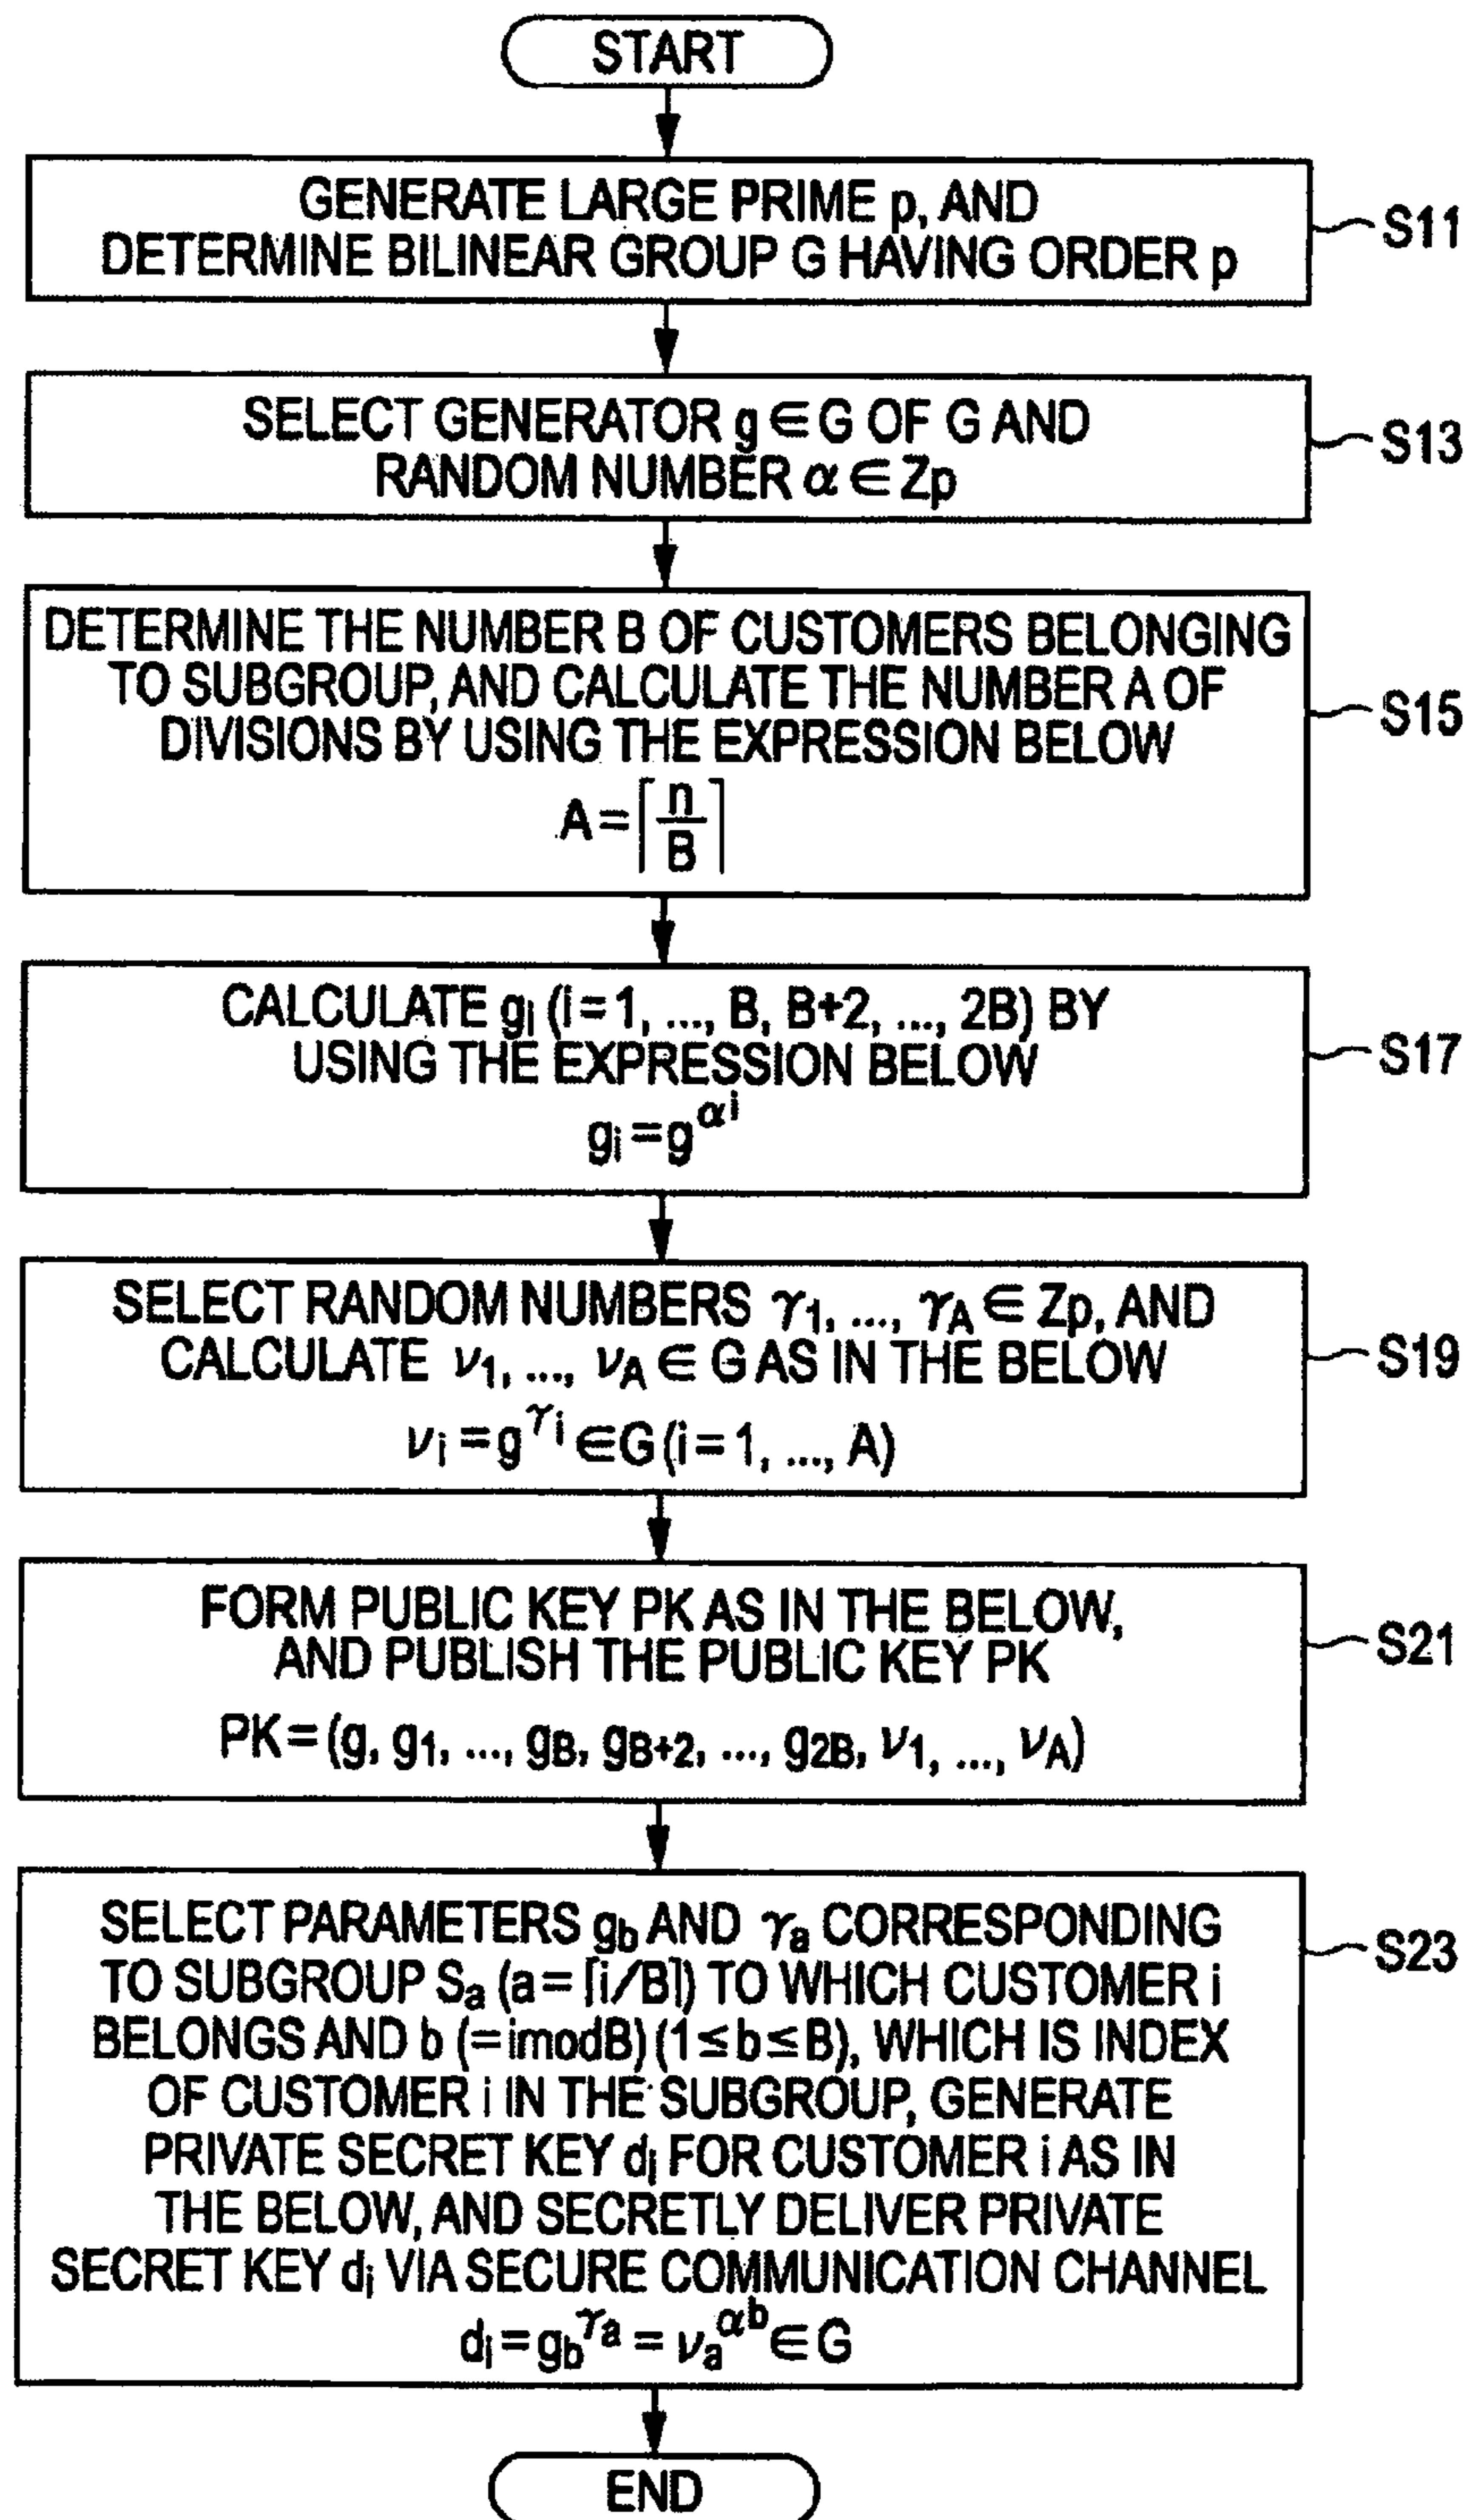 START
GENERATE LARGE PRIME p, AND
DETERMINE BILINEAR GROUP G HAVING ORDER p
S11
SELECT GENERATOR g ∈ G OF G AND
RANDOM NUMBER α ∈ Zp
S13
DETERMINE THE NUMBER B OF CUSTOMERS BELONGING
TO SUBGROUP, AND CALCULATE THE NUMBER A OF
DIVISIONS BY USING THE EXPRESSION BELOW
A = ⌈n/B⌉
S15
CALCULATE gi (i = 1, ..., B, B+2, ..., 2B) BY
USING THE EXPRESSION BELOW
gi = g^α^i
S17
SELECT RANDOM NUMBERS γ1, ..., γA ∈ Zp, AND
CALCULATE ν1, ..., νA ∈ G AS IN THE BELOW
νi = g^γi ∈ G (i = 1, ..., A)
S19
FORM PUBLIC KEY PK AS IN THE BELOW,
AND PUBLISH THE PUBLIC KEY PK
PK = (g, g1, ..., gB, gB+2, ..., g2B, ν1, ..., νA)
S21
SELECT PARAMETERS gb AND γa CORRESPONDING
TO SUBGROUP Sa (a = ⌈i/B⌉) TO WHICH CUSTOMER i
BELONGS AND b (= imodB) (1 ≤ b ≤ B), WHICH IS INDEX
OF CUSTOMER i IN THE SUBGROUP, GENERATE
PRIVATE SECRET KEY di FOR CUSTOMER i AS IN
THE BELOW, AND SECRETLY DELIVER PRIVATE
SECRET KEY di VIA SECURE COMMUNICATION CHANNEL
di = gb^γa = νa^α^b ∈ G
S23
END